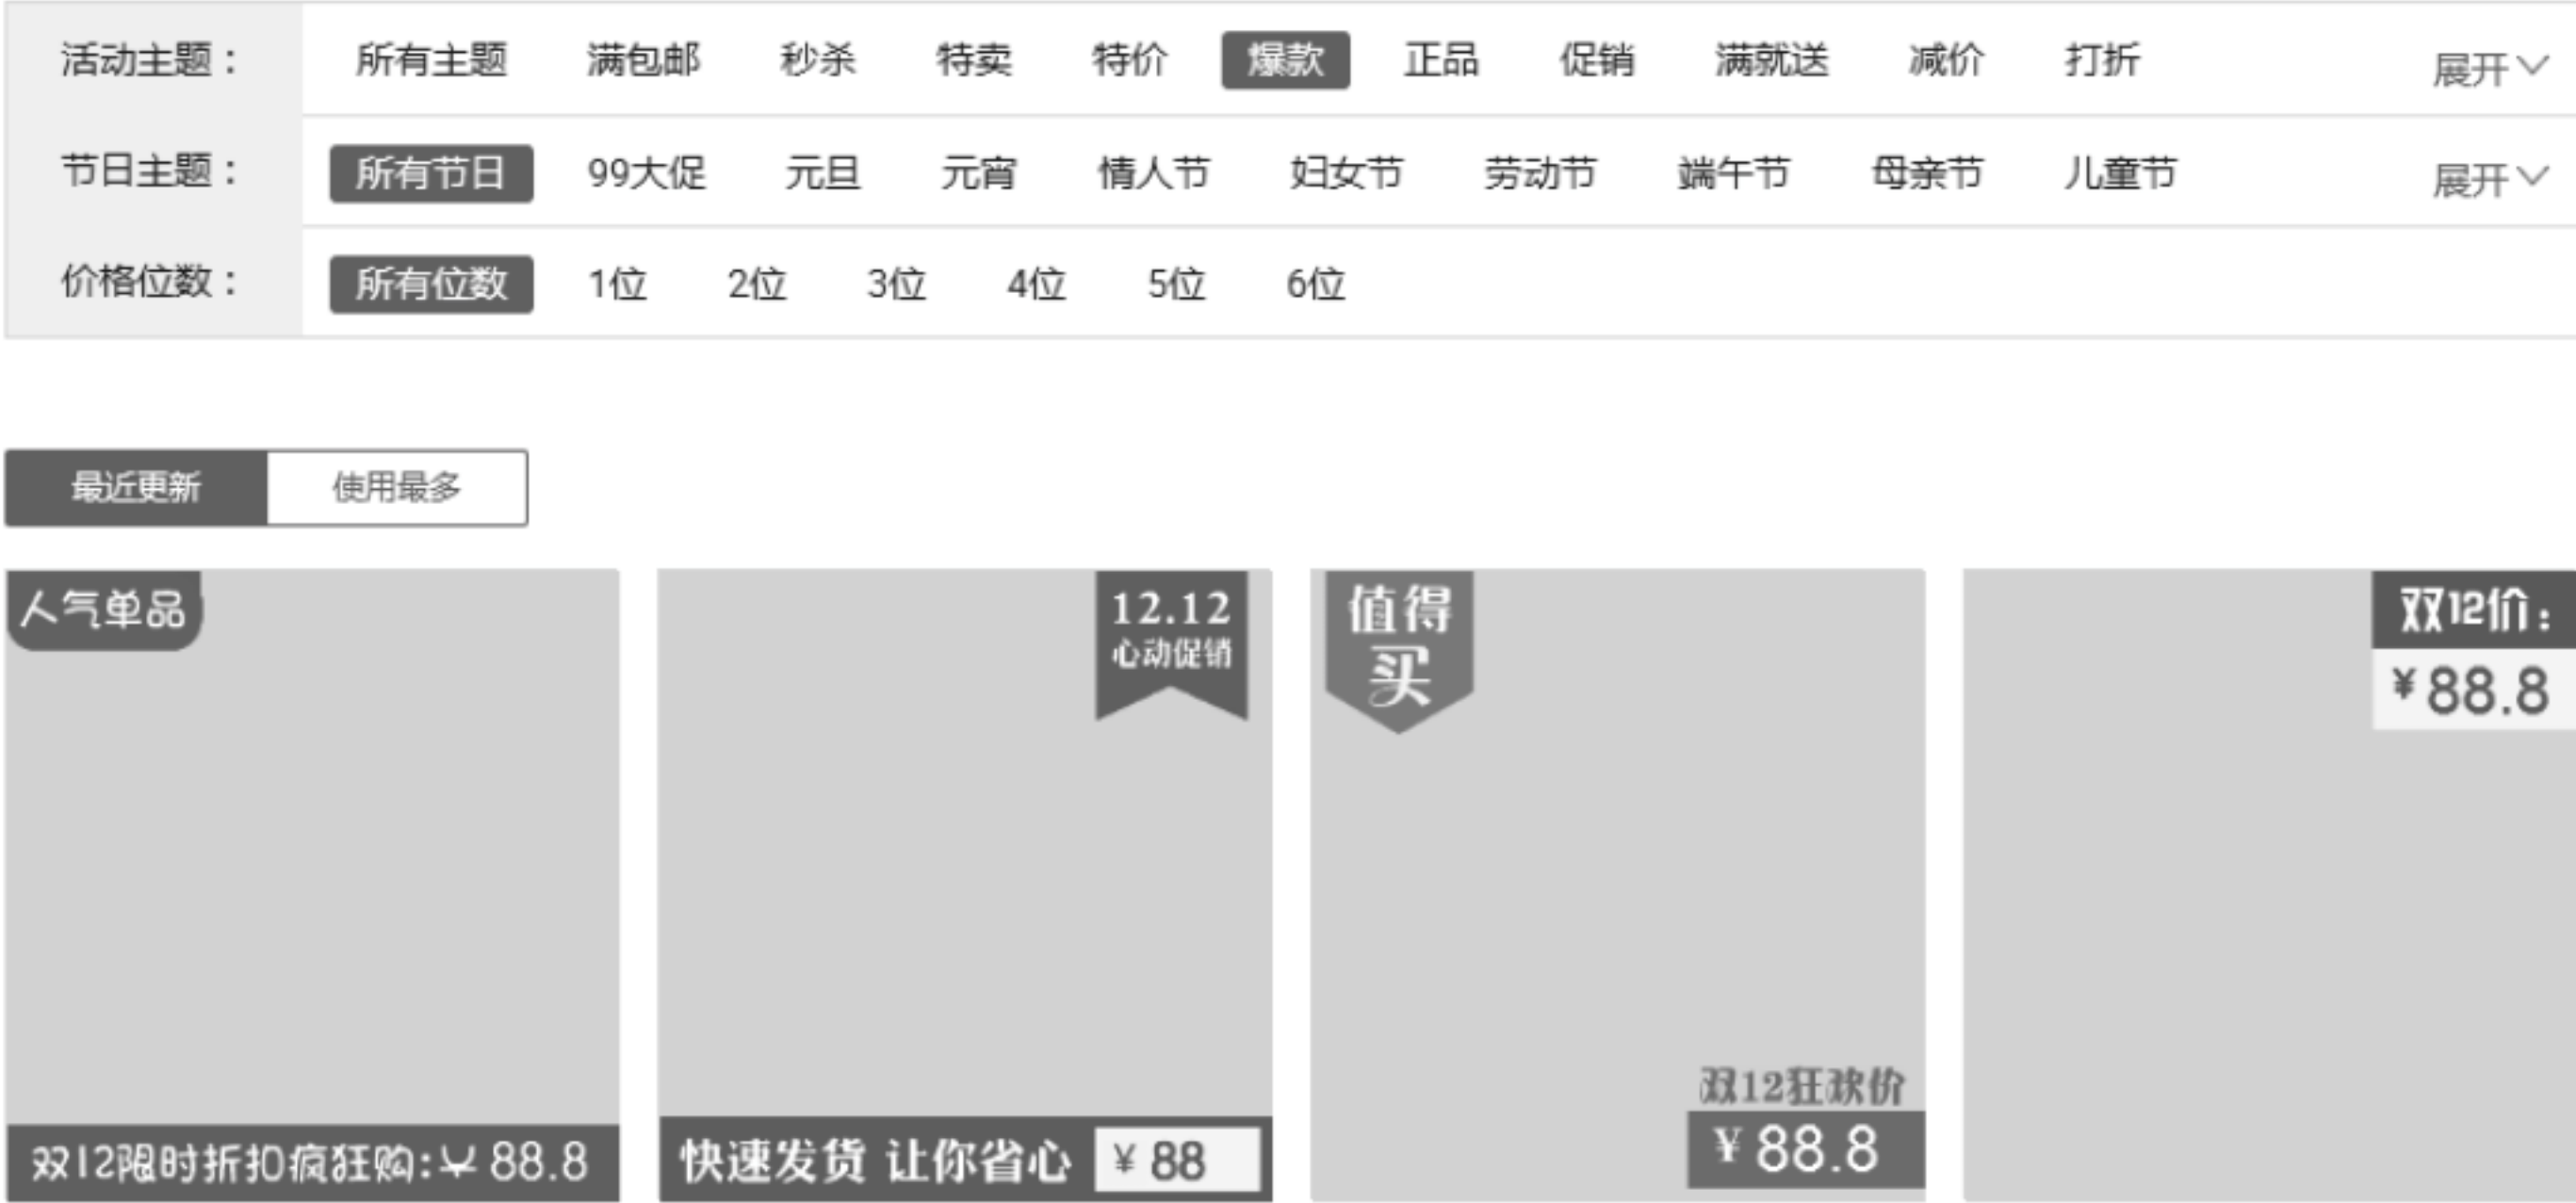 活动主题： 所有主题 满包邮 秒杀 特卖 特价 爆款 正品 促销 满就送 减价 打折 展开
节日主题： 所有节日 99大促 元旦 元宵 情人节 妇女节 劳动节 端午节 母亲节 儿童节 展开
价格位数： 所有位数 1位 2位 3位 4位 5位 6位
最近更新 使用最多
人气单品
双12限时折扣疯狂购:￥88.8
12.12
心动促销
快速发货 让你省心 ¥ 88
值得
买
双12狂欢价
¥ 88.8
双12价：
¥ 88.8